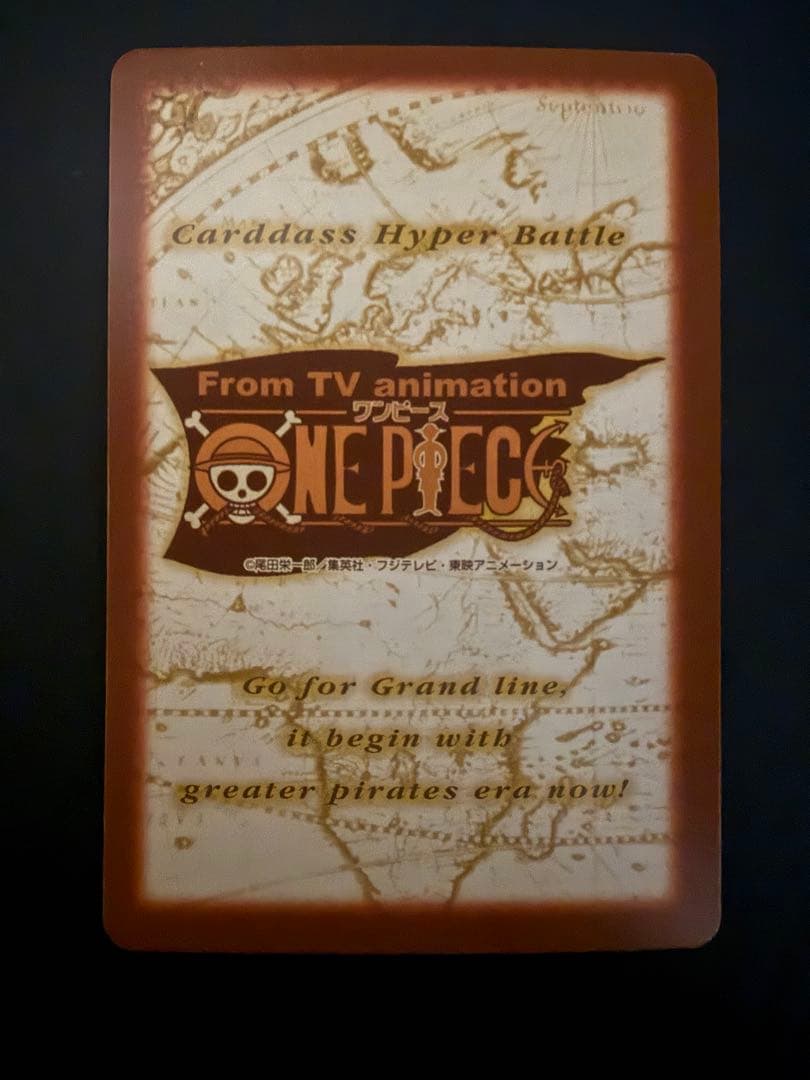 Septentrio
Carddass Hyper Battle
From TV animation
ワンピース
ONE PIECE
©尾田栄一郎/集英社・フジテレビ・東映アニメーション
Go for Grand line,
it begin with
greater pirates era now!